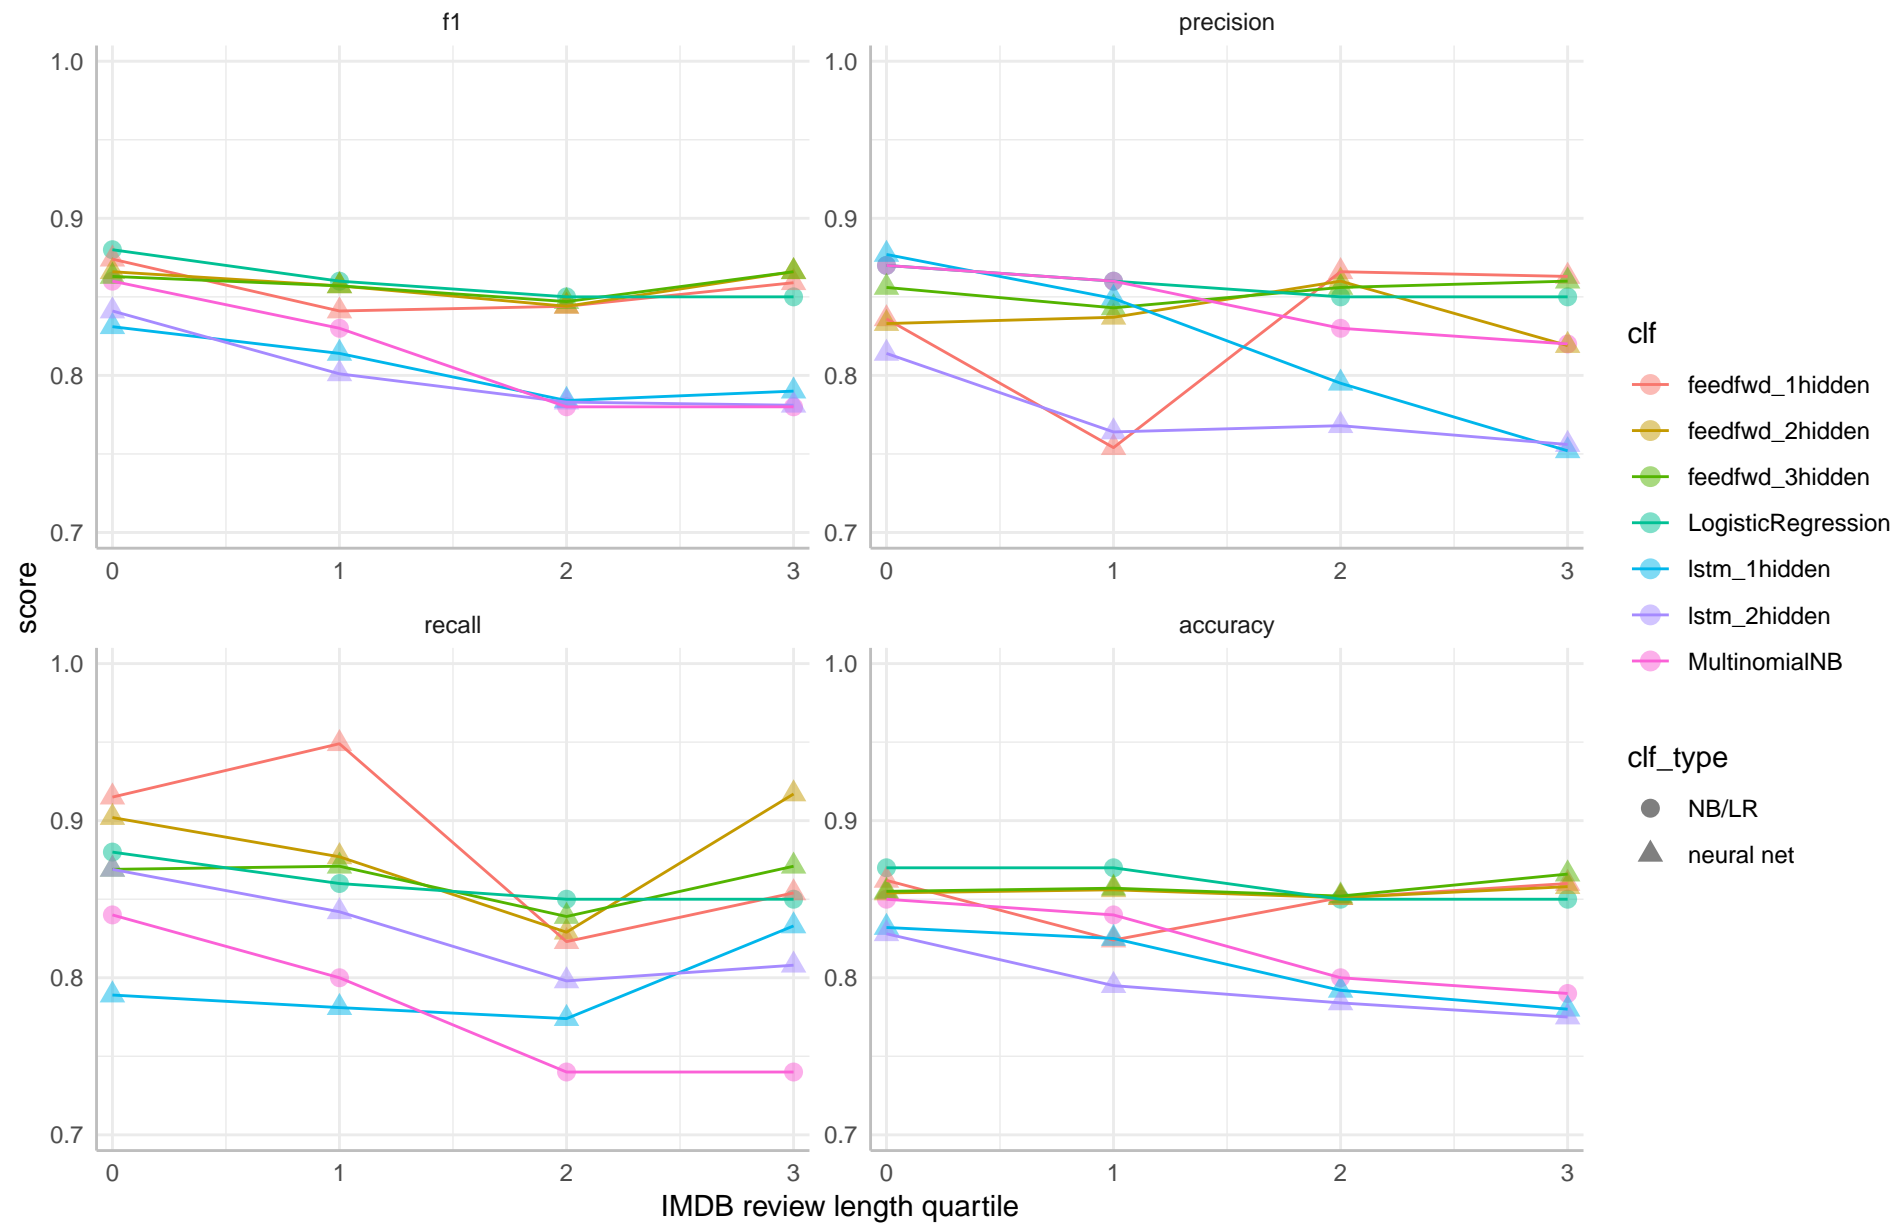 f1
precision
1.0
0.9
0.8
0.7
0 1 2 3
1.0
0.9
0.8
0.7
0 1 2 3
recall
accuracy
1.0
0.9
0.8
0.7
0 1 2 3
1.0
0.9
0.8
0.7
0 1 2 3
score
IMDB review length quartile
clf
feedfwd_1hidden
feedfwd_2hidden
feedfwd_3hidden
LogisticRegression
lstm_1hidden
lstm_2hidden
MultinomialNB
clf_type
NB/LR
neural net